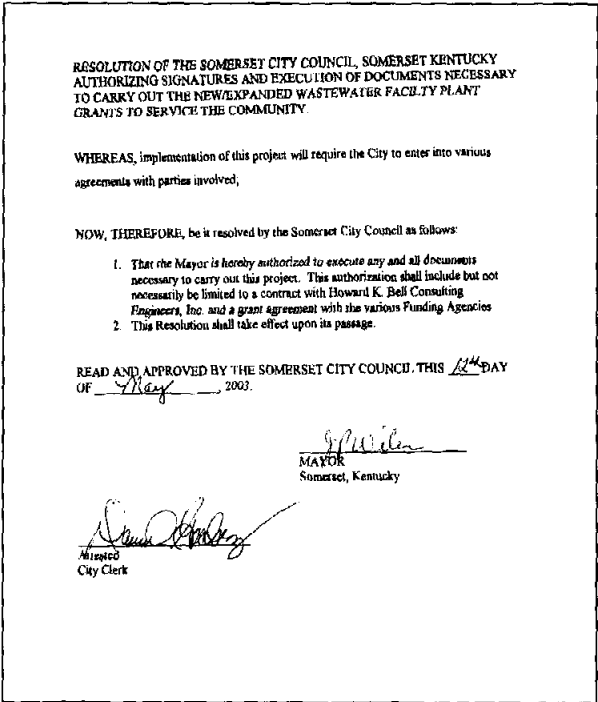 RESOLUTION OF THE SOMERSET CITY COUNCIL, SOMERSET KENTUCKY
AUTHORIZING SIGNATURES AND EXECUTION OF DOCUMENTS NECESSARY
TO CARRY OUT THE NEW/EXPANDED WASTEWATER FACILTY PLANT
GRANTS TO SERVICE THE COMMUNITY.
WHEREAS, implementation of this project will require the City to enter into various
agreements with parties involved;
NOW, THEREFORE, be it resolved by the Somerset City Council as follows:
1. That the Mayor is hereby authorized to execute any and all documents
necessary to carry out this project. This authorization shall include but not
necessarily be limited to a contract with Howard K. Bell Consulting
Engineers, Inc. and a grant agreement with the various Funding Agencies
2. This Resolution shall take effect upon its passage.
READ AND APPROVED BY THE SOMERSET CITY COUNCIL THIS 12th DAY
OF May, 2003.
MAYOR
Somerset, Kentucky
Attested
City Clerk